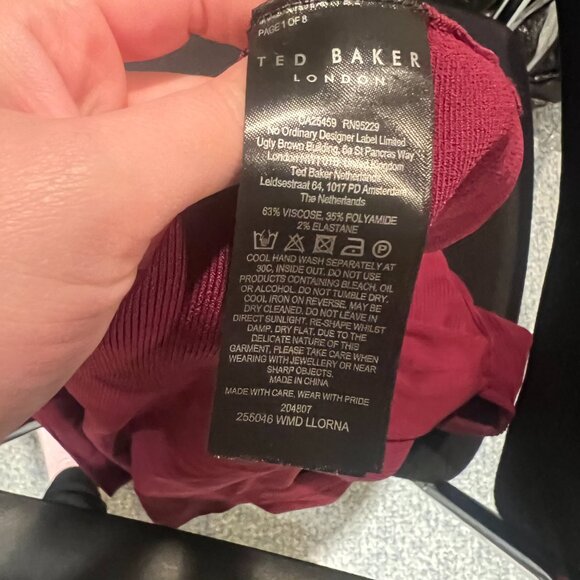 PAGE 1 OF 8
TED BAKER
LONDON
CA25459 RN95229
No Ordinary Designer Label Limited
Ugly Brown Building, 6a St Pancras Way
London NW1 0TB, United Kingdom
Ted Baker Netherlands
Leidsestraat 64, 1017 PD Amsterdam
The Netherlands
63% VISCOSE, 35% POLYAMIDE
2% ELASTANE
COOL HAND WASH SEPARATELY AT
30C, INSIDE OUT. DO NOT USE
PRODUCTS CONTAINING BLEACH, OIL
OR ALCOHOL. DO NOT TUMBLE DRY.
COOL IRON ON REVERSE. MAY BE
DRY CLEANED. DO NOT LEAVE IN
DIRECT SUNLIGHT. RE-SHAPE WHILST
DAMP, DRY FLAT. DUE TO THE
DELICATE NATURE OF THIS
GARMENT, PLEASE TAKE CARE WHEN
WEARING WITH JEWELLERY OR NEAR
SHARP OBJECTS.
MADE IN CHINA
MADE WITH CARE, WEAR WITH PRIDE
204807
255046 WMD LLORNA